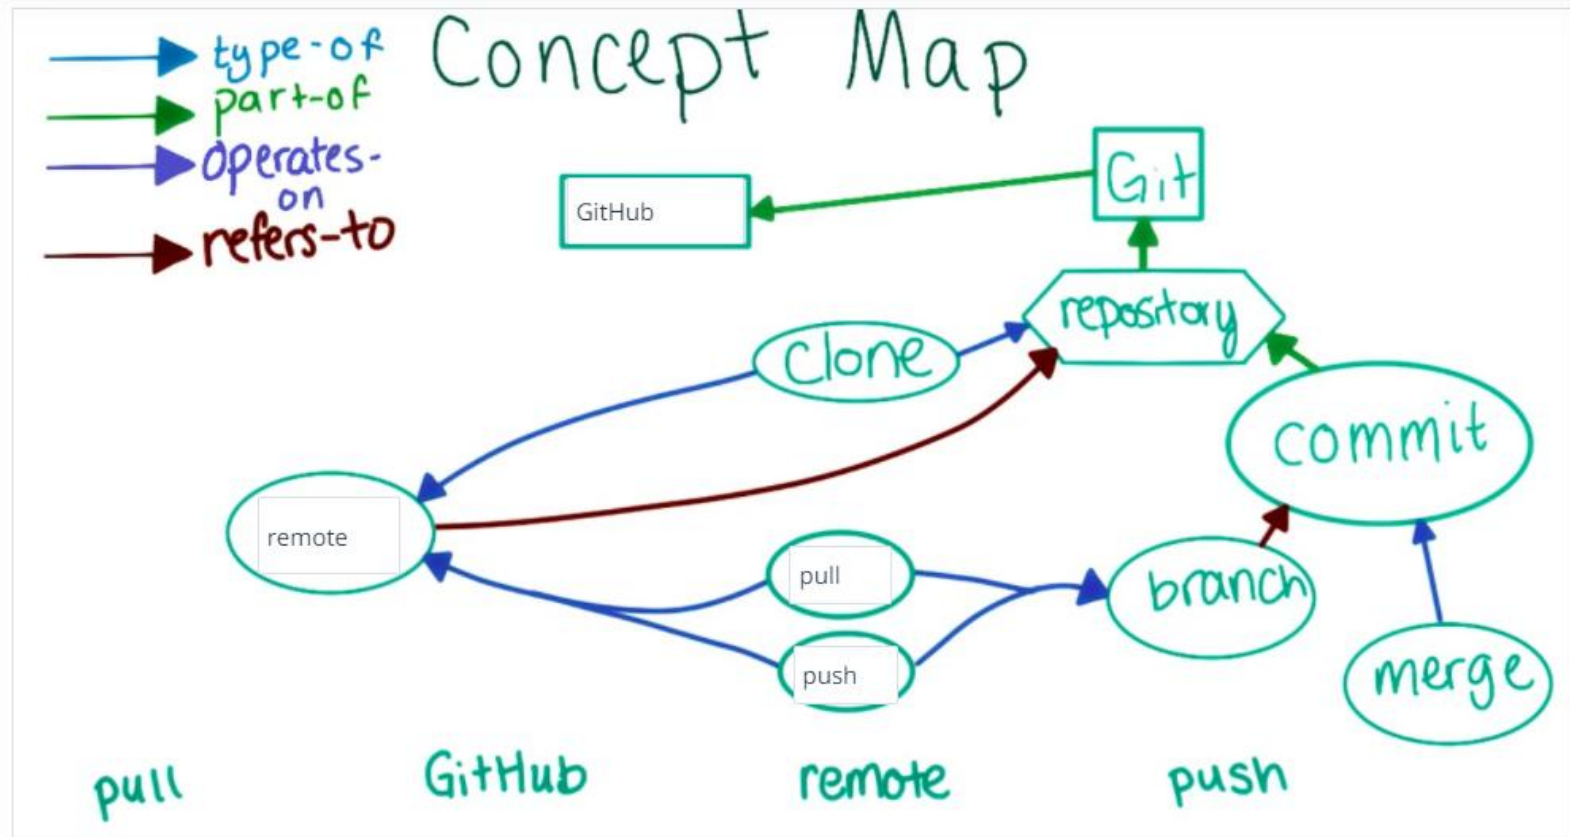 Concept Map
type-of
part-of
operates-
on
refers-to
Git
GitHub
repository
clone
commit
remote
pull
branch
push
merge
pull GitHub remote push